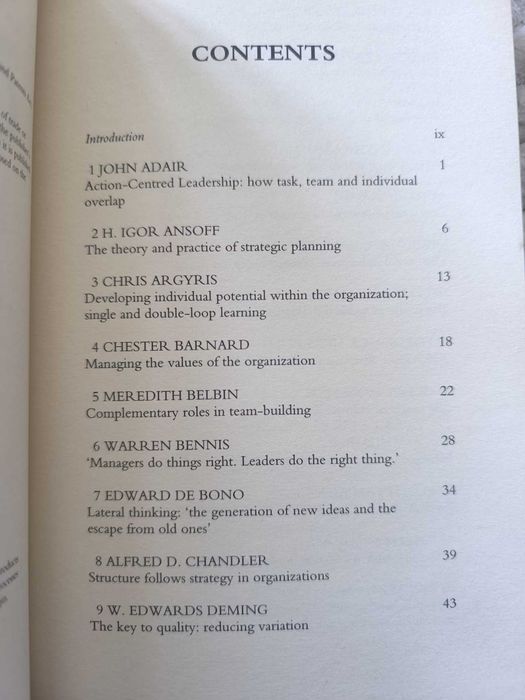 CONTENTS
Introduction ix
1 JOHN ADAIR 1
Action-Centred Leadership: how task, team and individual
overlap
2 H. IGOR ANSOFF 6
The theory and practice of strategic planning
3 CHRIS ARGYRIS 13
Developing individual potential within the organization;
single and double-loop learning
4 CHESTER BARNARD 18
Managing the values of the organization
5 MEREDITH BELBIN 22
Complementary roles in team-building
6 WARREN BENNIS 28
‘Managers do things right. Leaders do the right thing.’
7 EDWARD DE BONO 34
Lateral thinking: ‘the generation of new ideas and the
escape from old ones’
8 ALFRED D. CHANDLER 39
Structure follows strategy in organizations
9 W. EDWARDS DEMING 43
The key to quality: reducing variation